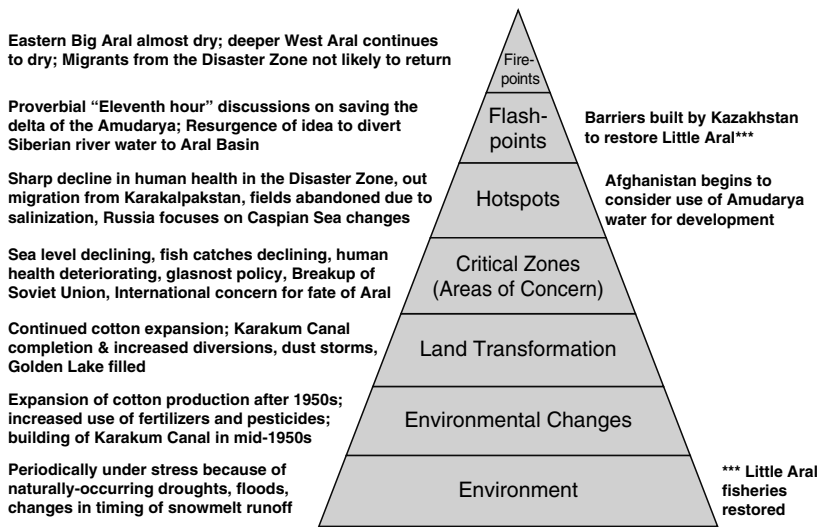 Eastern Big Aral almost dry; deeper West Aral continues
to dry; Migrants from the Disaster Zone not likely to return
Fire-
points
Proverbial “Eleventh hour” discussions on saving the
delta of the Amudarya; Resurgence of idea to divert
Siberian river water to Aral Basin
Flash-
points
Barriers built by Kazakhstan
to restore Little Aral***
Sharp decline in human health in the Disaster Zone, out
migration from Karakalpakstan, fields abandoned due to
salinization, Russia focuses on Caspian Sea changes
Hotspots
Afghanistan begins to
consider use of Amudarya
water for development
Sea level declining, fish catches declining, human
health deteriorating, glasnost policy, Breakup of
Soviet Union, International concern for fate of Aral
Critical Zones
(Areas of Concern)
Continued cotton expansion; Karakum Canal
completion & increased diversions, dust storms,
Golden Lake filled
Land Transformation
Expansion of cotton production after 1950s;
increased use of fertilizers and pesticides;
building of Karakum Canal in mid-1950s
Environmental Changes
Periodically under stress because of
naturally-occurring droughts, floods,
changes in timing of snowmelt runoff
Environment
*** Little Aral
fisheries
restored